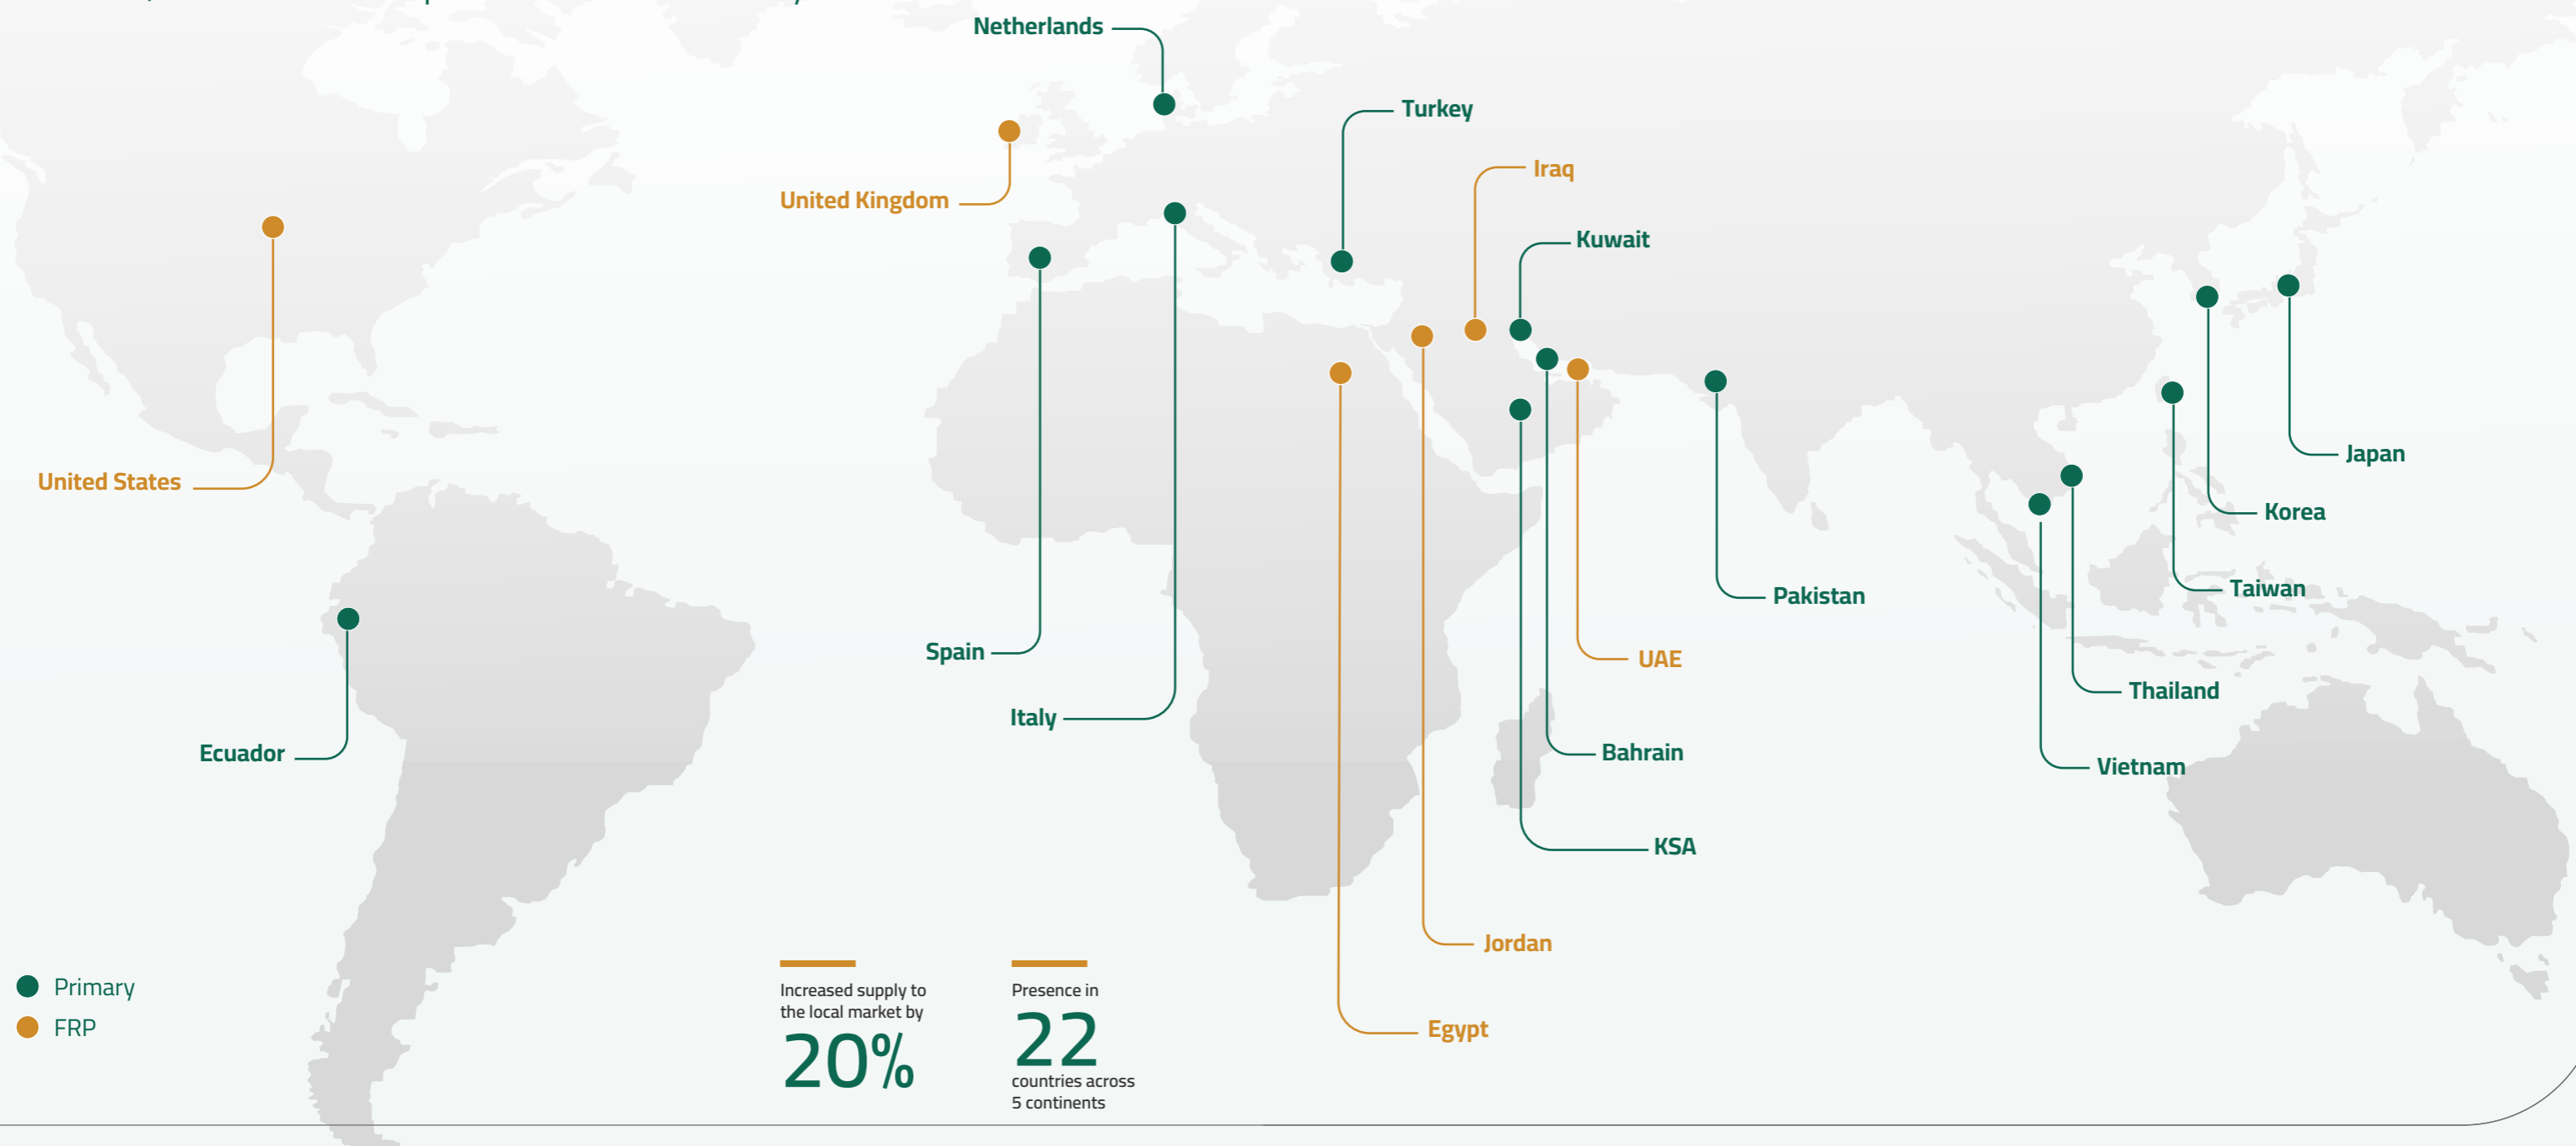 Netherlands
Turkey
Iraq
United Kingdom
Kuwait
United States
Japan
Korea
Taiwan
Pakistan
Spain
UAE
Thailand
Italy
Ecuador
Bahrain
Vietnam
KSA
Jordan
Egypt
Primary
FRP
Increased supply to
the local market by
20%
Presence in
22
countries across
5 continents